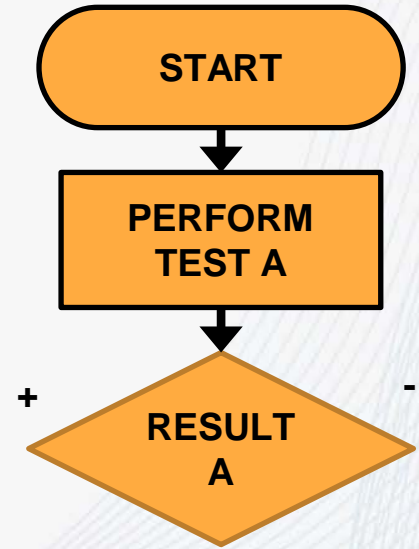 START
PERFORM
TEST A
+
-
RESULT
A